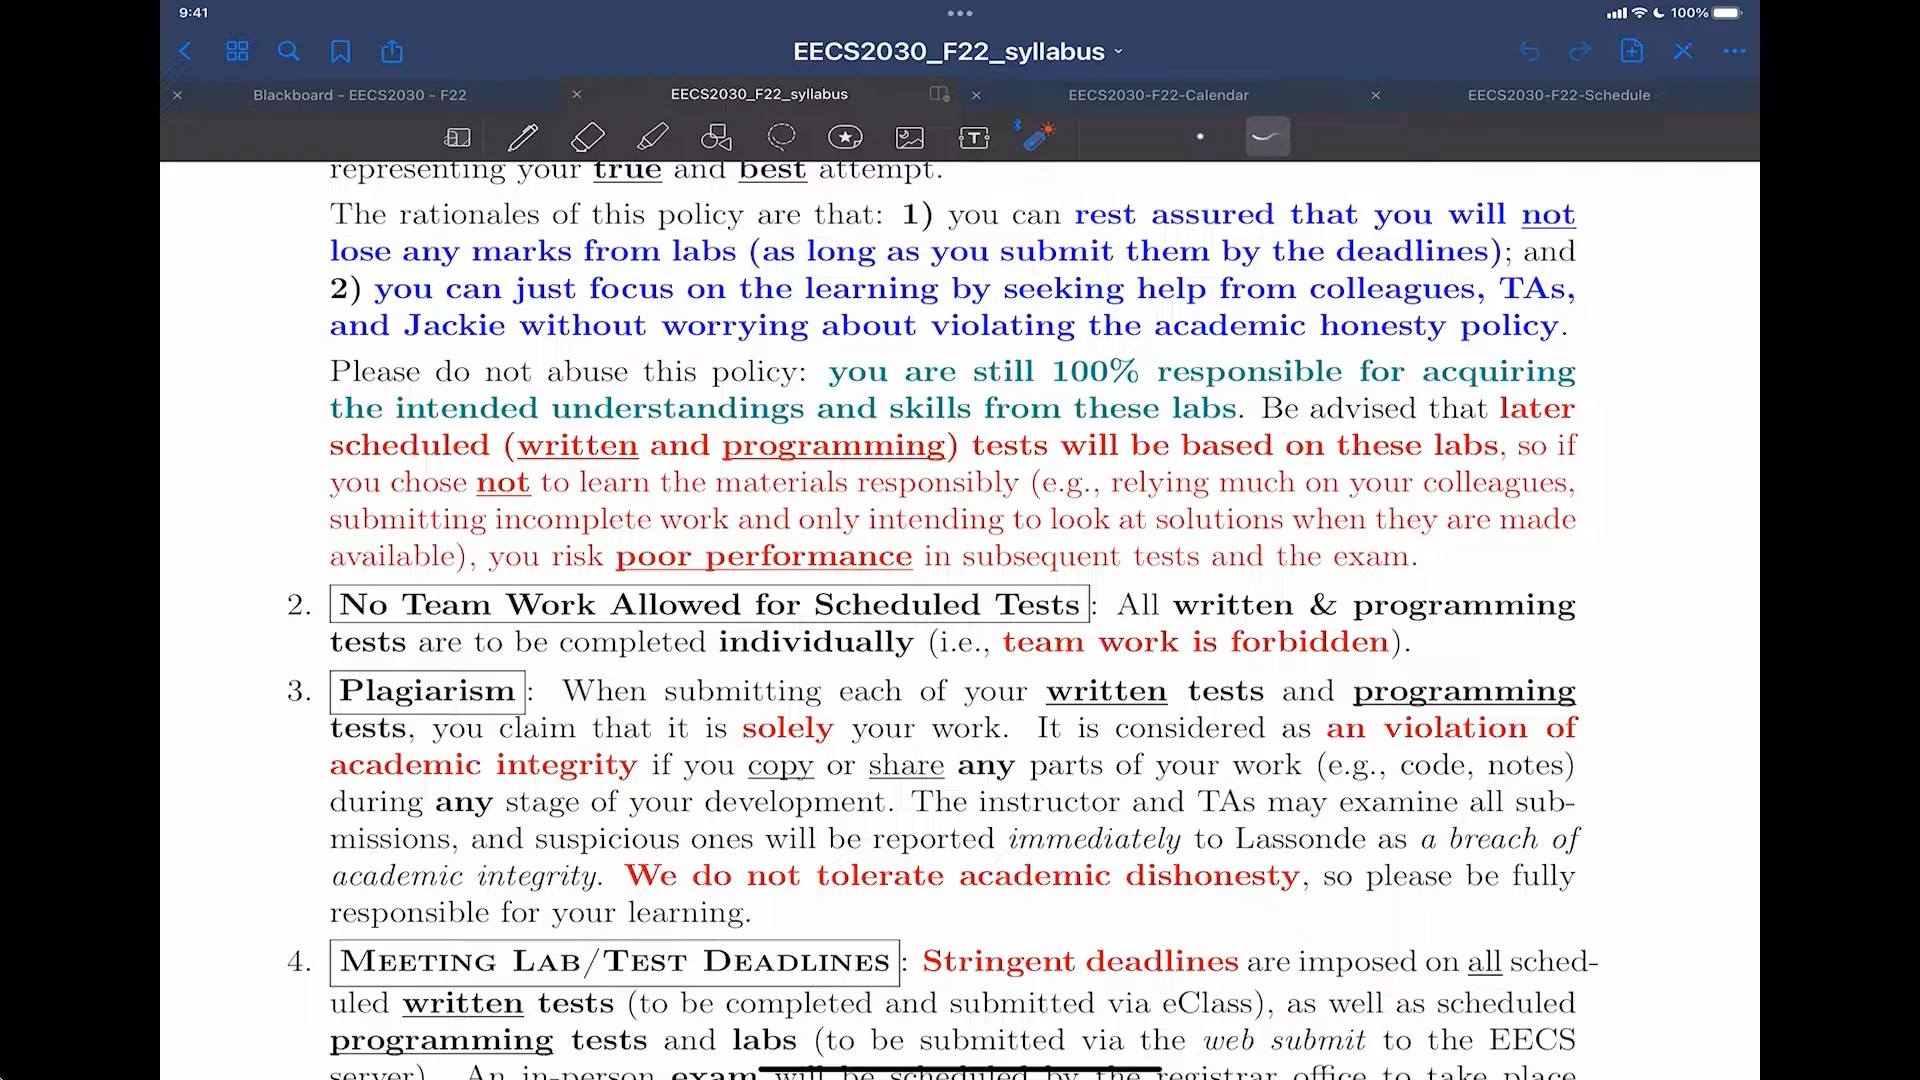 9:41
100%
EECS2030_F22_syllabus
Blackboard - EECS2030 - F22
EECS2030_F22_syllabus
EECS2030-F22-Calendar
EECS2030-F22-Schedule
representing your true and best attempt.
The rationales of this policy are that: 1) you can rest assured that you will not
lose any marks from labs (as long as you submit them by the deadlines); and
2) you can just focus on the learning by seeking help from colleagues, TAs,
and Jackie without worrying about violating the academic honesty policy.
Please do not abuse this policy: you are still 100% responsible for acquiring
the intended understandings and skills from these labs. Be advised that later
scheduled (written and programming) tests will be based on these labs, so if
you chose not to learn the materials responsibly (e.g., relying much on your colleagues,
submitting incomplete work and only intending to look at solutions when they are made
available), you risk poor performance in subsequent tests and the exam.
2. No Team Work Allowed for Scheduled Tests: All written & programming
tests are to be completed individually (i.e., team work is forbidden).
3. Plagiarism: When submitting each of your written tests and programming
tests, you claim that it is solely your work. It is considered as an violation of
academic integrity if you copy or share any parts of your work (e.g., code, notes)
during any stage of your development. The instructor and TAs may examine all sub-
missions, and suspicious ones will be reported immediately to Lassonde as a breach of
academic integrity. We do not tolerate academic dishonesty, so please be fully
responsible for your learning.
4. Meeting Lab/Test Deadlines: Stringent deadlines are imposed on all sched-
uled written tests (to be completed and submitted via eClass), as well as scheduled
programming tests and labs (to be submitted via the web submit to the EECS
server). An in-person exam will be scheduled by the registrar office to take place